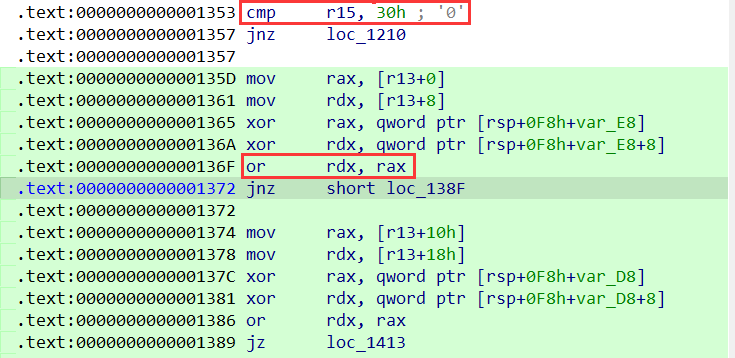 .text:0000000000001353 cmp r15, 30h ; '0'
.text:0000000000001357 jnz loc_1210
.text:0000000000001357
.text:000000000000135D mov rax, [r13+0]
.text:0000000000001361 mov rdx, [r13+8]
.text:0000000000001365 xor rax, qword ptr [rsp+0F8h+var_E8]
.text:000000000000136A xor rdx, qword ptr [rsp+0F8h+var_E8+8]
.text:000000000000136F or rdx, rax
.text:0000000000001372 jnz short loc_138F
.text:0000000000001372
.text:0000000000001374 mov rax, [r13+10h]
.text:0000000000001378 mov rdx, [r13+18h]
.text:000000000000137C xor rax, qword ptr [rsp+0F8h+var_D8]
.text:0000000000001381 xor rdx, qword ptr [rsp+0F8h+var_D8+8]
.text:0000000000001386 or rdx, rax
.text:0000000000001389 jz loc_1413